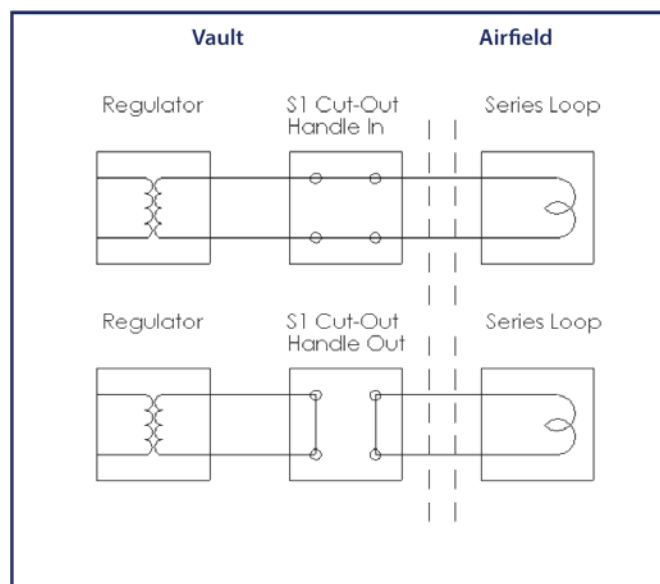 Vault
Airfield
Regulator
S1 Cut-Out
Handle In
Series Loop
Regulator
S1 Cut-Out
Handle Out
Series Loop